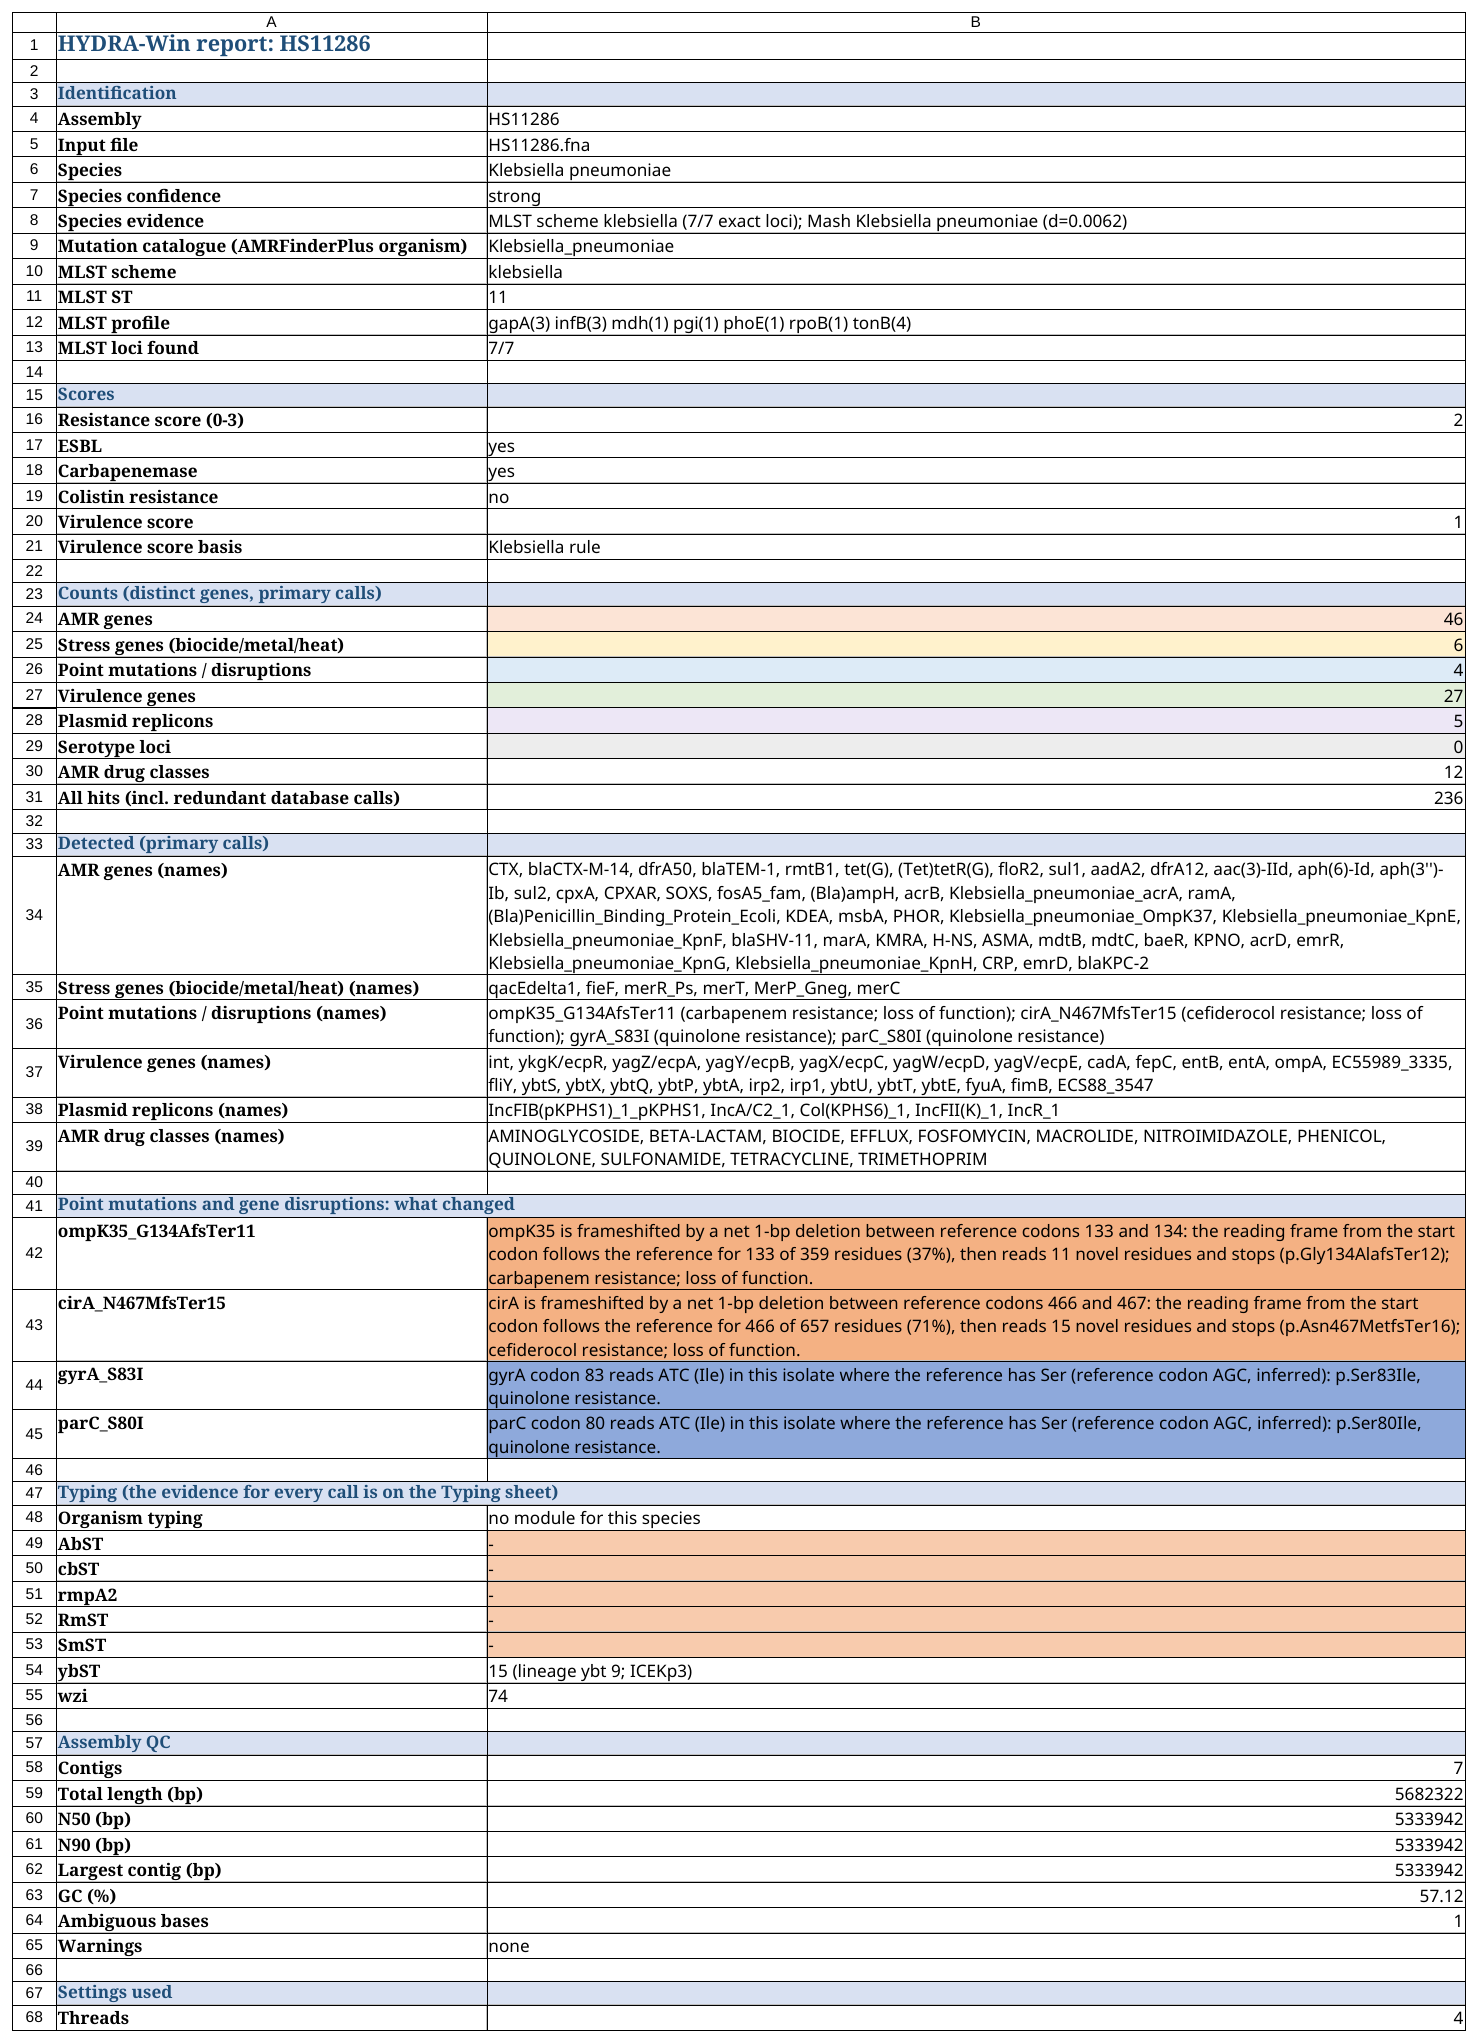 A B
1 HYDRA-Win report: HS11286
2
3 Identification
4 Assembly HS11286
5 Input file HS11286.fna
6 Species Klebsiella pneumoniae
7 Species confidence strong
8 Species evidence MLST scheme klebsiella (7/7 exact loci); Mash Klebsiella pneumoniae (d=0.0062)
9 Mutation catalogue (AMRFinderPlus organism) Klebsiella_pneumoniae
10 MLST scheme klebsiella
11 MLST ST 11
12 MLST profile gapA(3) infB(3) mdh(1) pgi(1) phoE(1) rpoB(1) tonB(4)
13 MLST loci found 7/7
14
15 Scores
16 Resistance score (0-3) 2
17 ESBL yes
18 Carbapenemase yes
19 Colistin resistance no
20 Virulence score 1
21 Virulence score basis Klebsiella rule
22
23 Counts (distinct genes, primary calls)
24 AMR genes 46
25 Stress genes (biocide/metal/heat) 6
26 Point mutations / disruptions 4
27 Virulence genes 27
28 Plasmid replicons 5
29 Serotype loci 0
30 AMR drug classes 12
31 All hits (incl. redundant database calls) 236
32
33 Detected (primary calls)
34 AMR genes (names) CTX, blaCTX-M-14, dfrA50, blaTEM-1, rmtB1, tet(G), (Tet)tetR(G), floR2, sul1, aadA2, dfrA12, aac(3)-IId, aph(6)-Id, aph(3'')-
Ib, sul2, cpxA, CPXAR, SOXS, fosA5_fam, (Bla)ampH, acrB, Klebsiella_pneumoniae_acrA, ramA,
(Bla)Penicillin_Binding_Protein_Ecoli, KDEA, msbA, PHOR, Klebsiella_pneumoniae_OmpK37, Klebsiella_pneumoniae_KpnE,
Klebsiella_pneumoniae_KpnF, blaSHV-11, marA, KMRA, H-NS, ASMA, mdtB, mdtC, baeR, KPNO, acrD, emrR,
Klebsiella_pneumoniae_KpnG, Klebsiella_pneumoniae_KpnH, CRP, emrD, blaKPC-2
35 Stress genes (biocide/metal/heat) (names) qacEdelta1, fieF, merR_Ps, merT, MerP_Gneg, merC
36 Point mutations / disruptions (names) ompK35_G134AfsTer11 (carbapenem resistance; loss of function); cirA_N467MfsTer15 (cefiderocol resistance; loss of
function); gyrA_S83I (quinolone resistance); parC_S80I (quinolone resistance)
37 Virulence genes (names) int, ykgK/ecpR, yagZ/ecpA, yagY/ecpB, yagX/ecpC, yagW/ecpD, yagV/ecpE, cadA, fepC, entB, entA, ompA, EC55989_3335,
fliY, ybtS, ybtX, ybtQ, ybtP, ybtA, irp2, irp1, ybtU, ybtT, ybtE, fyuA, fimB, ECS88_3547
38 Plasmid replicons (names) IncFIB(pKPHS1)_1_pKPHS1, IncA/C2_1, Col(KPHS6)_1, IncFII(K)_1, IncR_1
39 AMR drug classes (names) AMINOGLYCOSIDE, BETA-LACTAM, BIOCIDE, EFFLUX, FOSFOMYCIN, MACROLIDE, NITROIMIDAZOLE, PHENICOL,
QUINOLONE, SULFONAMIDE, TETRACYCLINE, TRIMETHOPRIM
40
41 Point mutations and gene disruptions: what changed
42 ompK35_G134AfsTer11 ompK35 is frameshifted by a net 1-bp deletion between reference codons 133 and 134: the reading frame from the start
codon follows the reference for 133 of 359 residues (37%), then reads 11 novel residues and stops (p.Gly134AlafsTer12);
carbapenem resistance; loss of function.
43 cirA_N467MfsTer15 cirA is frameshifted by a net 1-bp deletion between reference codons 466 and 467: the reading frame from the start
codon follows the reference for 466 of 657 residues (71%), then reads 15 novel residues and stops (p.Asn467MetfsTer16);
cefiderocol resistance; loss of function.
44 gyrA_S83I gyrA codon 83 reads ATC (Ile) in this isolate where the reference has Ser (reference codon AGC, inferred): p.Ser83Ile,
quinolone resistance.
45 parC_S80I parC codon 80 reads ATC (Ile) in this isolate where the reference has Ser (reference codon AGC, inferred): p.Ser80Ile,
quinolone resistance.
46
47 Typing (the evidence for every call is on the Typing sheet)
48 Organism typing no module for this species
49 AbST -
50 cbST -
51 rmpA2 -
52 RmST -
53 SmST -
54 ybST 15 (lineage ybt 9; ICEKp3)
55 wzi 74
56
57 Assembly QC
58 Contigs 7
59 Total length (bp) 5682322
60 N50 (bp) 5333942
61 N90 (bp) 5333942
62 Largest contig (bp) 5333942
63 GC (%) 57.12
64 Ambiguous bases 1
65 Warnings none
66
67 Settings used
68 Threads 4